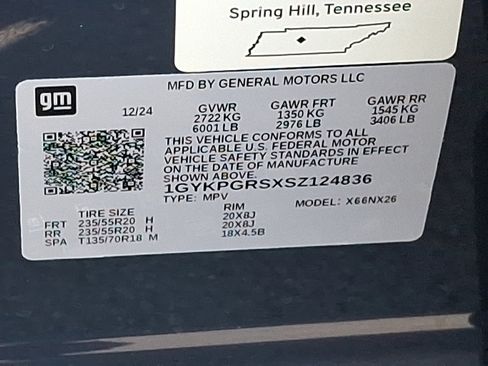 Spring Hill, Tennessee
MFD BY GENERAL MOTORS LLC
gm
12/24 GVWR GAWR FRT GAWR RR
2722 KG 1350 KG 1545 KG
6001 LB 2976 LB 3406 LB
THIS VEHICLE CONFORMS TO ALL
APPLICABLE U.S. FEDERAL MOTOR
VEHICLE SAFETY STANDARDS IN EFFECT
ON THE DATE OF MANUFACTURE
SHOWN ABOVE.
1GYKPGRSXSZ124836
TYPE: MPV MODEL: X66NX26
TIRE SIZE RIM
FRT 235/55R20 H 20X8J
RR 235/55R20 H 20X8J
SPA T135/70R18 M 18X4.5B